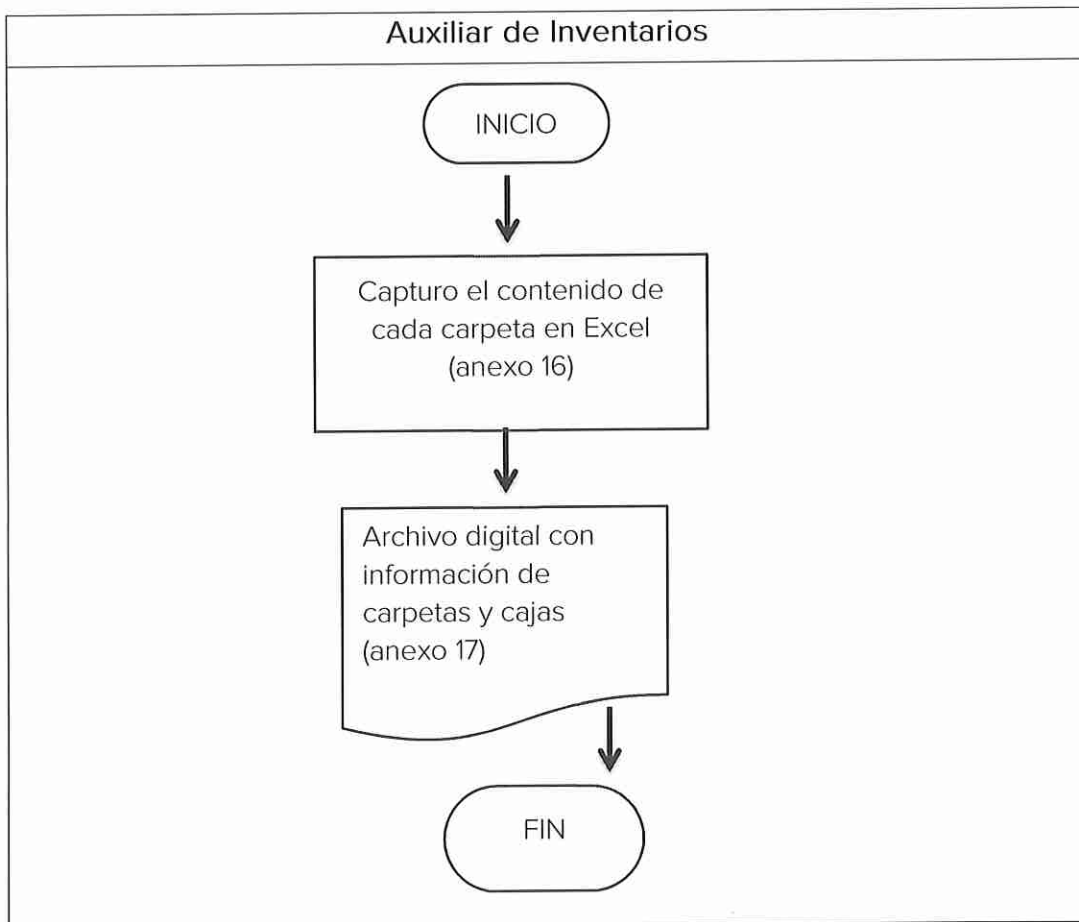 Auxiliar de Inventarios
INICIO
Capturo el contenido de
cada carpeta en Excel
(anexo 16)
Archivo digital con
información de
carpetas y cajas
(anexo 17)
FIN